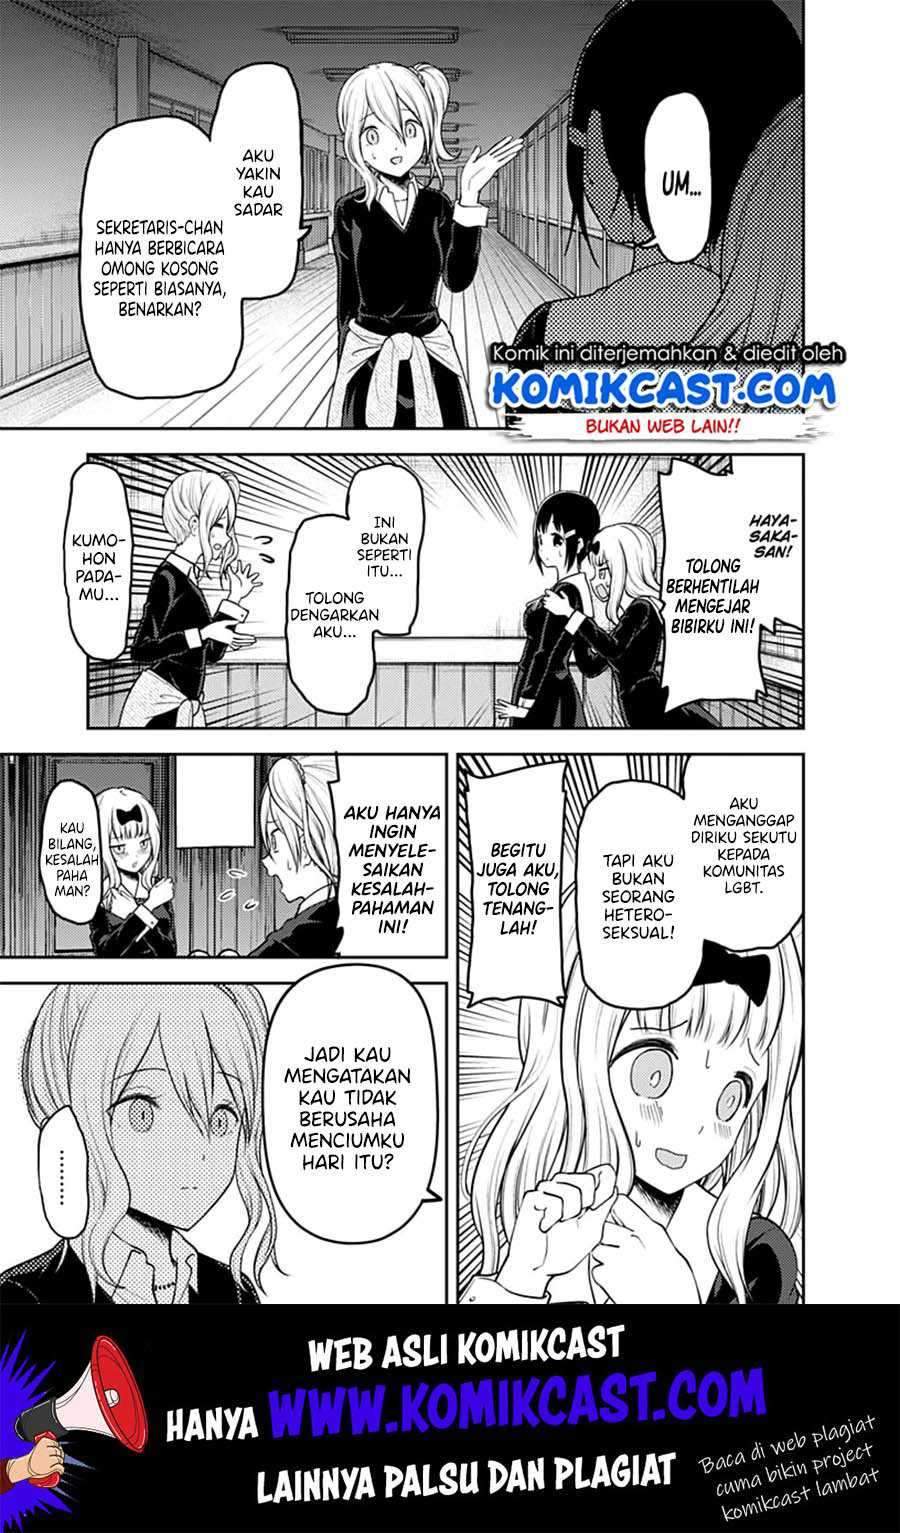 UM...
AKU
YAKIN
KAU
SADAR
SEKRETARIS-CHAN
HANYA BERBICARA
OMONG KOSONG
SEPERTI BIASANYA,
BENARKAN?
Komik ini diterjemahkan & diedit oleh
KOMIKCAST.COM
BUKAN WEB LAIN!!
HAYA-
SAKA-
SAN!
TOLONG
BERHENTILAH
MENGEJAR
BIBIRKU INI!
INI
BUKAN
SEPERTI
ITU...
TOLONG
DENGARKAN
AKU...
KUMO-
HON
PADA-
MU...
AKU
MENGANGGAP
DIRIKU SEKUTU
KEPADA
KOMUNITAS
LGBT.
TAPI AKU
BUKAN
SEORANG
HETERO-
SEKSUAL!
BEGITU
JUGA AKU,
TOLONG
TENANG-
LAH!
AKU HANYA
INGIN
MENYELE-
SAIKAN
KESALAH-
PAHAMAN
INI!
KAU
BILANG,
KESALAH
PAHA
MAN?
JADI KAU
MENGATAKAN
KAU TIDAK
BERUSAHA
MENCIUMKU
HARI ITU?
........
WEB ASLI KOMIKCAST
HANYA WWW.KOMIKCAST.COM
LAINNYA PALSU DAN PLAGIAT
Baca di web plagiat
cuma bikin project
komikcast lambat